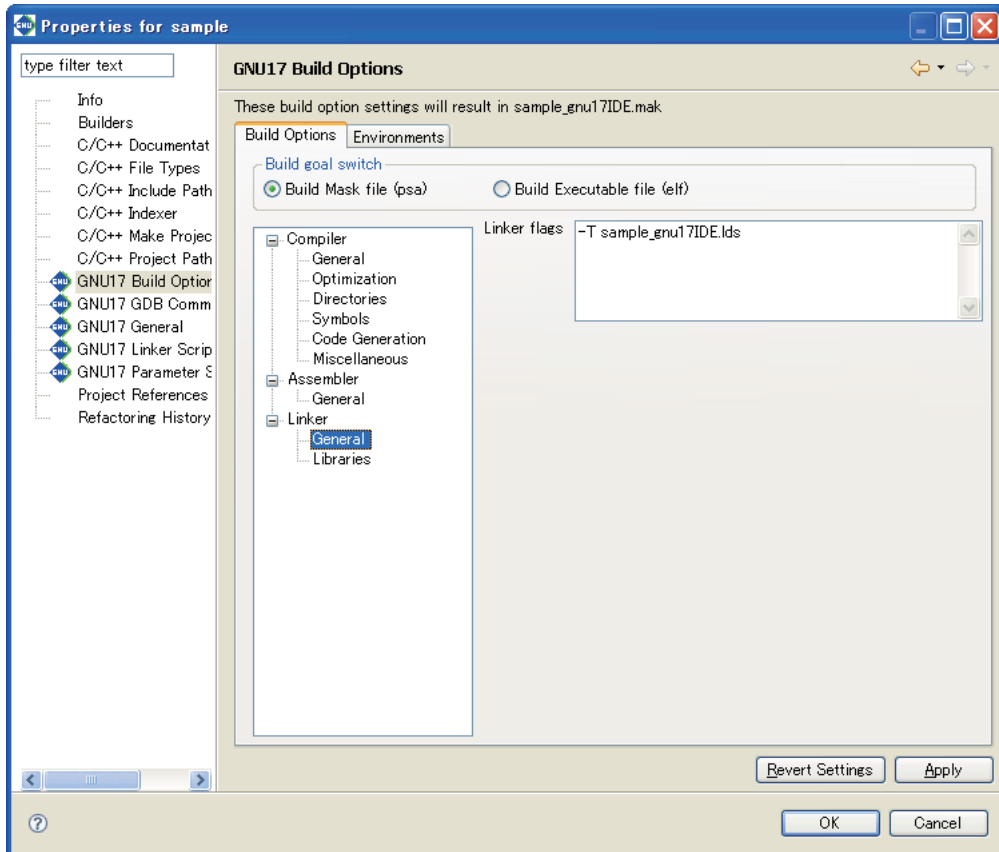 Properties for sample
type filter text
Info
Builders
C/C++ Documentat
C/C++ File Types
C/C++ Include Path
C/C++ Indexer
C/C++ Make Projec
C/C++ Project Path
GNU17 Build Option
GNU17 GDB Comm
GNU17 General
GNU17 Linker Scrip
GNU17 Parameter S
Project References
Refactoring History
GNU17 Build Options
These build option settings will result in sample_gnu17IDE.mak
Build Options Environments
Build goal switch
Build Mask file (psa) Build Executable file (elf)
Compiler
General
Optimization
Directories
Symbols
Code Generation
Miscellaneous
Assembler
General
Linker
General
Libraries
Linker flags -T sample_gnu17IDE.lds
Revert Settings Apply
OK Cancel